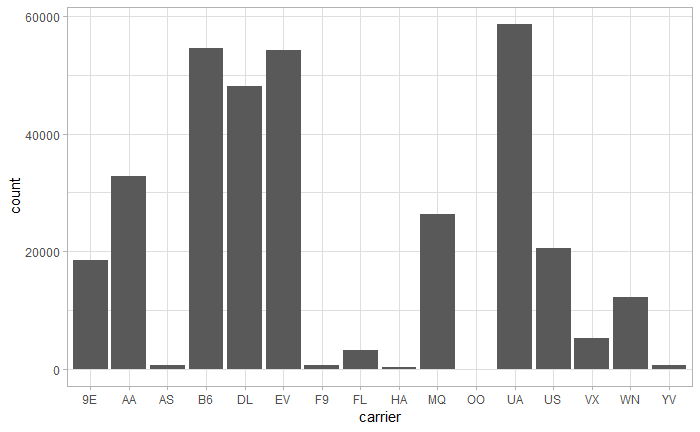 60000
40000
20000
0
count
9E AA AS B6 DL EV F9 FL HA MQ OO UA US VX WN YV
carrier